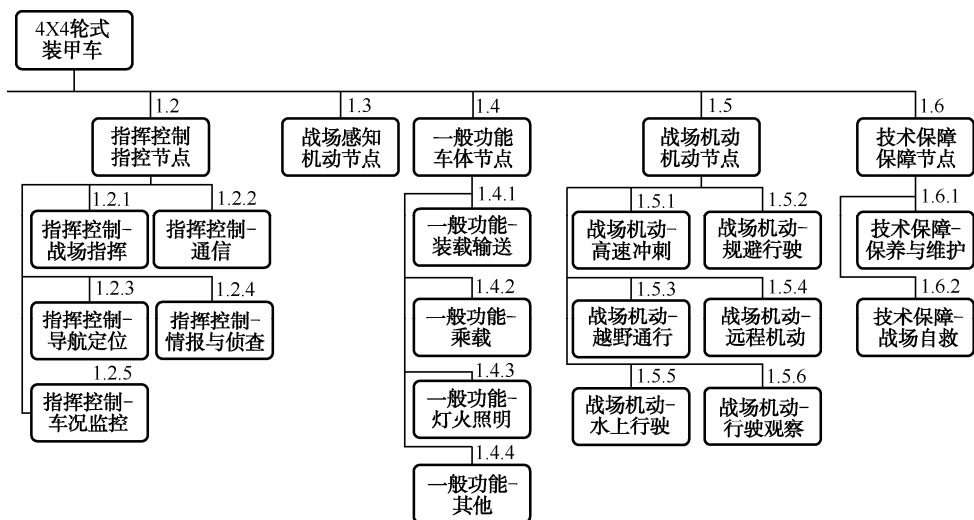 4X4轮式
装甲车
1.2
指挥控制
指控节点
1.3
战场感知
机动节点
1.4
一般功能
车体节点
1.5
战场机动
机动节点
1.6
技术保障
保障节点
1.2.1
指挥控制-
战场指挥
1.2.2
指挥控制-
通信
1.2.3
指挥控制-
导航定位
1.2.4
指挥控制-
情报与侦查
1.2.5
指挥控制-
车况监控
1.4.1
一般功能-
装载输送
1.4.2
一般功能-
乘载
1.4.3
一般功能-
灯火照明
1.4.4
一般功能-
其他
1.5.1
战场机动-
高速冲刺
1.5.2
战场机动-
规避行驶
1.5.3
战场机动-
越野通行
1.5.4
战场机动-
远程机动
1.5.5
战场机动-
水上行驶
1.5.6
战场机动-
行驶观察
1.6.1
技术保障-
保养与维护
1.6.2
技术保障-
战场自救